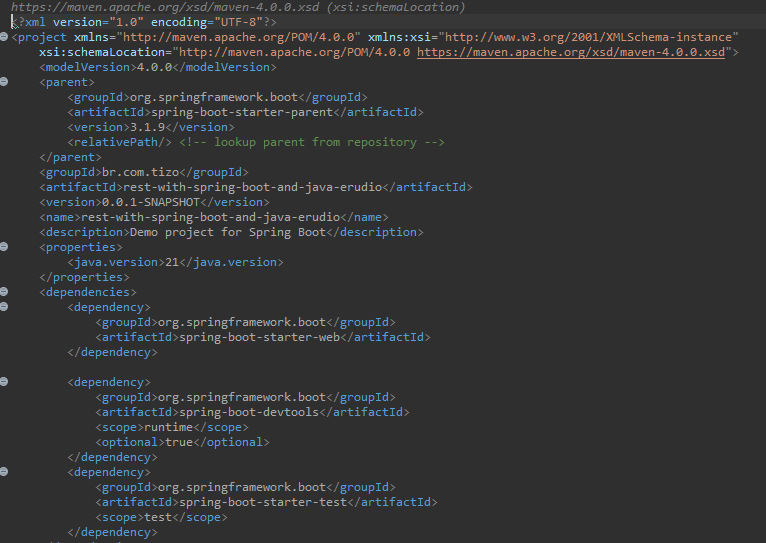 https://maven.apache.org/xsd/maven-4.0.0.xsd (xsi:schemaLocation)
<?xml version="1.0" encoding="UTF-8"?>
<project xmlns="http://maven.apache.org/POM/4.0.0" xmlns:xsi="http://www.w3.org/2001/XMLSchema-instance"
    xsi:schemaLocation="http://maven.apache.org/POM/4.0.0 https://maven.apache.org/xsd/maven-4.0.0.xsd">
    <modelVersion>4.0.0</modelVersion>
    <parent>
        <groupId>org.springframework.boot</groupId>
        <artifactId>spring-boot-starter-parent</artifactId>
        <version>3.1.9</version>
        <relativePath/> <!-- lookup parent from repository -->
    </parent>
    <groupId>br.com.tizo</groupId>
    <artifactId>rest-with-spring-boot-and-java-erudio</artifactId>
    <version>0.0.1-SNAPSHOT</version>
    <name>rest-with-spring-boot-and-java-erudio</name>
    <description>Demo project for Spring Boot</description>
    <properties>
        <java.version>21</java.version>
    </properties>
    <dependencies>
        <dependency>
            <groupId>org.springframework.boot</groupId>
            <artifactId>spring-boot-starter-web</artifactId>
        </dependency>

        <dependency>
            <groupId>org.springframework.boot</groupId>
            <artifactId>spring-boot-devtools</artifactId>
            <scope>runtime</scope>
            <optional>true</optional>
        </dependency>
        <dependency>
            <groupId>org.springframework.boot</groupId>
            <artifactId>spring-boot-starter-test</artifactId>
            <scope>test</scope>
        </dependency>